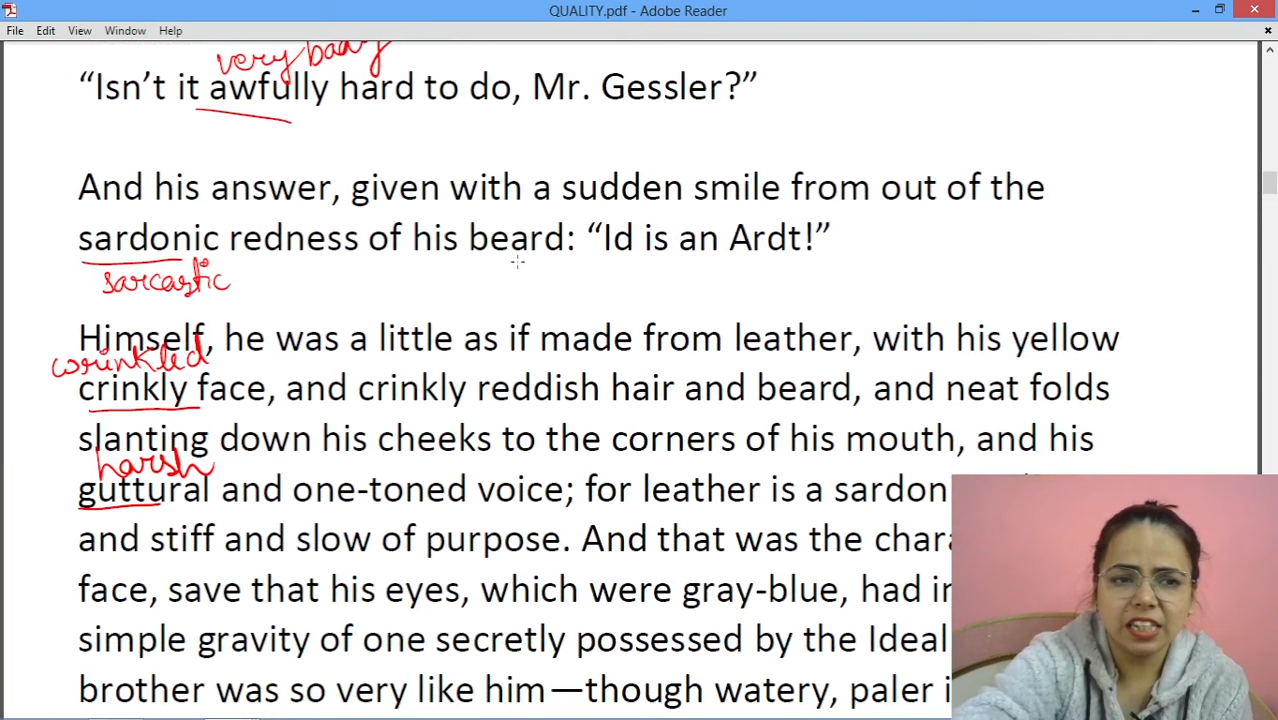 QUALITY.pdf - Adobe Reader
File Edit View Window Help
very badly
“Isn’t it awfully hard to do, Mr. Gessler?”
And his answer, given with a sudden smile from out of the
sardonic redness of his beard: “Id is an Ardt!”
sarcastic
Himself, he was a little as if made from leather, with his yellow
wrinkled
crinkly face, and crinkly reddish hair and beard, and neat folds
slanting down his cheeks to the corners of his mouth, and his
harsh
guttural and one-toned voice; for leather is a sardon
and stiff and slow of purpose. And that was the chara
face, save that his eyes, which were gray-blue, had in
simple gravity of one secretly possessed by the Ideal
brother was so very like him—though watery, paler i